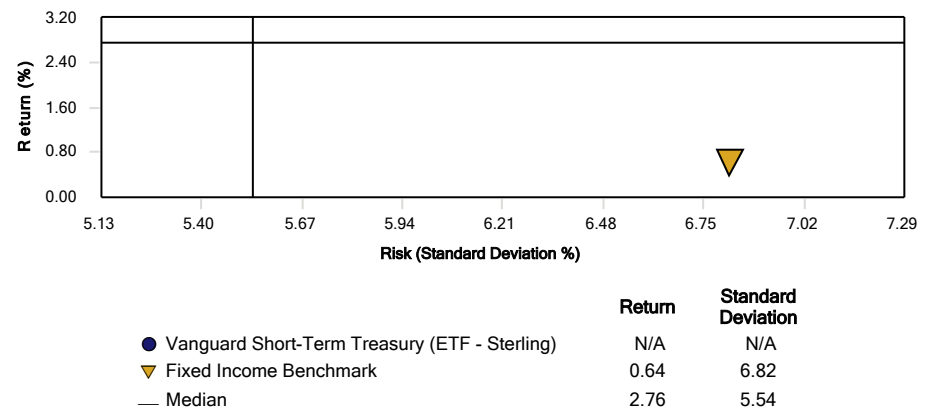 3.20
2.40
1.60
0.80
0.00
Return (%)
5.13 5.40 5.67 5.94 6.21 6.48 6.75 7.02 7.29
Risk (Standard Deviation %)
Return Standard Deviation
Vanguard Short-Term Treasury (ETF - Sterling) N/A N/A
Fixed Income Benchmark 0.64 6.82
Median 2.76 5.54